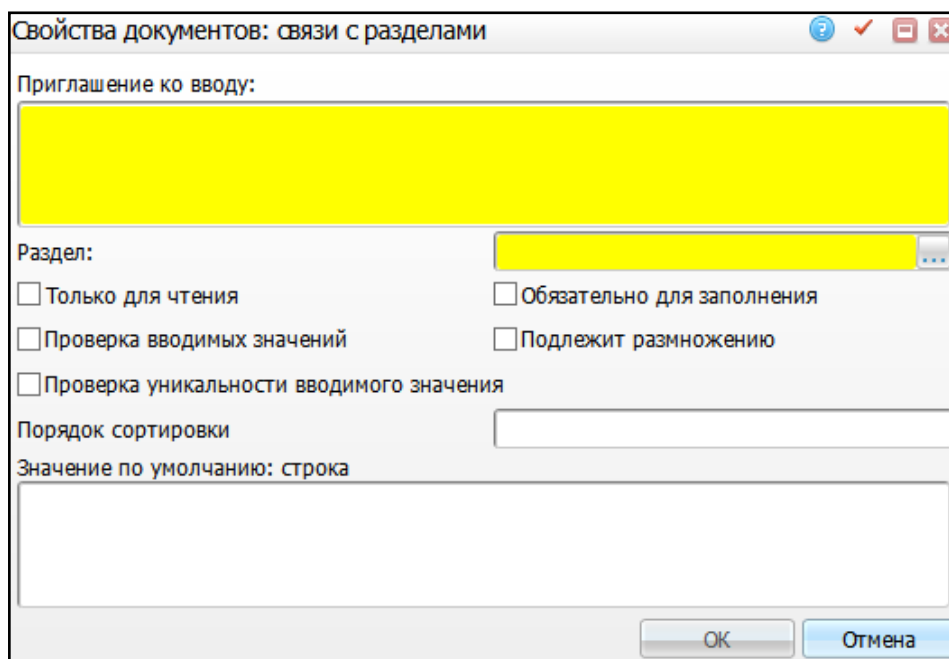 Свойства документов: связи с разделами
Приглашение ко вводу:
Раздел:
...
Только для чтения
Обязательно для заполнения
Проверка вводимых значений
Подлежит размножению
Проверка уникальности вводимого значения
Порядок сортировки
Значение по умолчанию: строка
ОК
Отмена